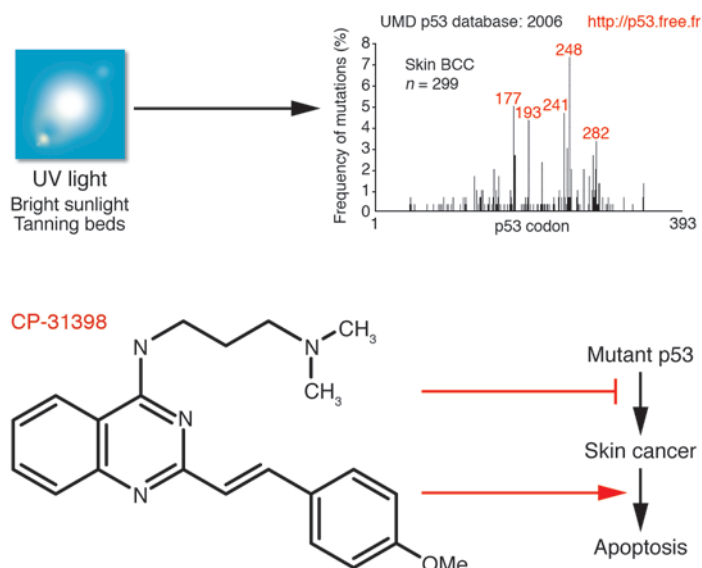 UMD p53 database: 2006 http://p53.free.fr
Frequency of mutations (%)
8
7
6
5
4
3
2
1
0
Skin BCC
n = 299
177
193
241
248
282
1
393
p53 codon
UV light
Bright sunlight
Tanning beds
CP-31398
N
N
CH3
CH3
N
N
OMe
Mutant p53
Skin cancer
Apoptosis